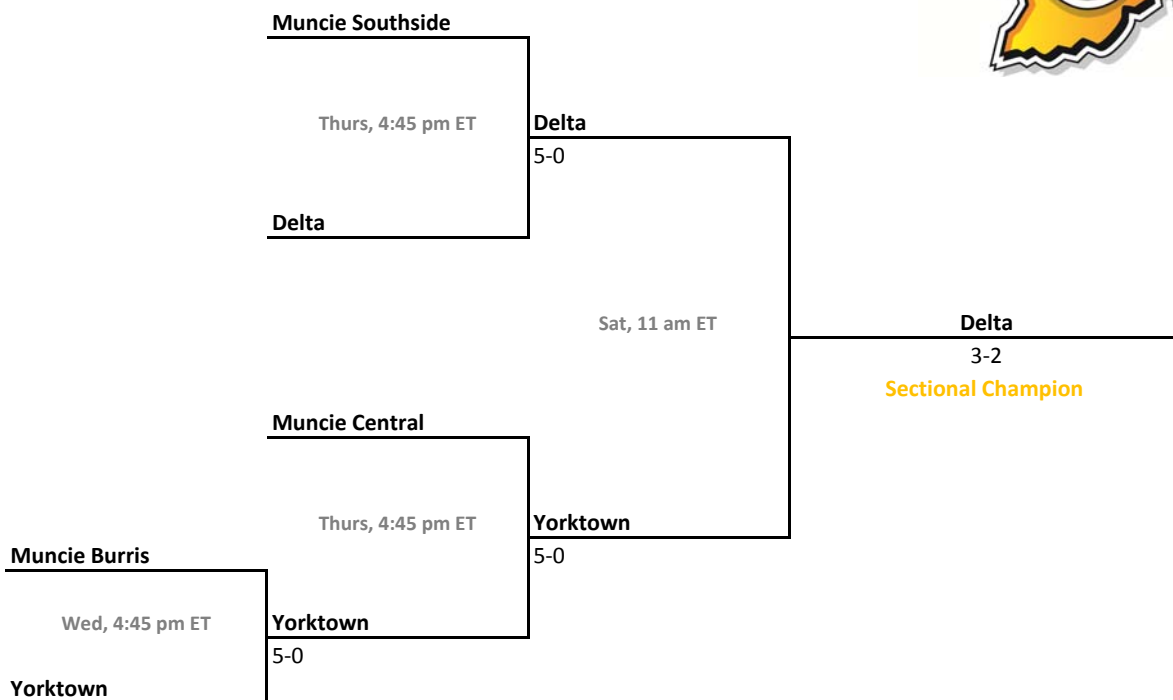 Muncie Southside
Thurs, 4:45 pm ET
Delta
5-0
Delta
Sat, 11 am ET
Delta
3-2
Sectional Champion
Muncie Central
Thurs, 4:45 pm ET
Yorktown
5-0
Muncie Burris
Wed, 4:45 pm ET
Yorktown
5-0
Yorktown